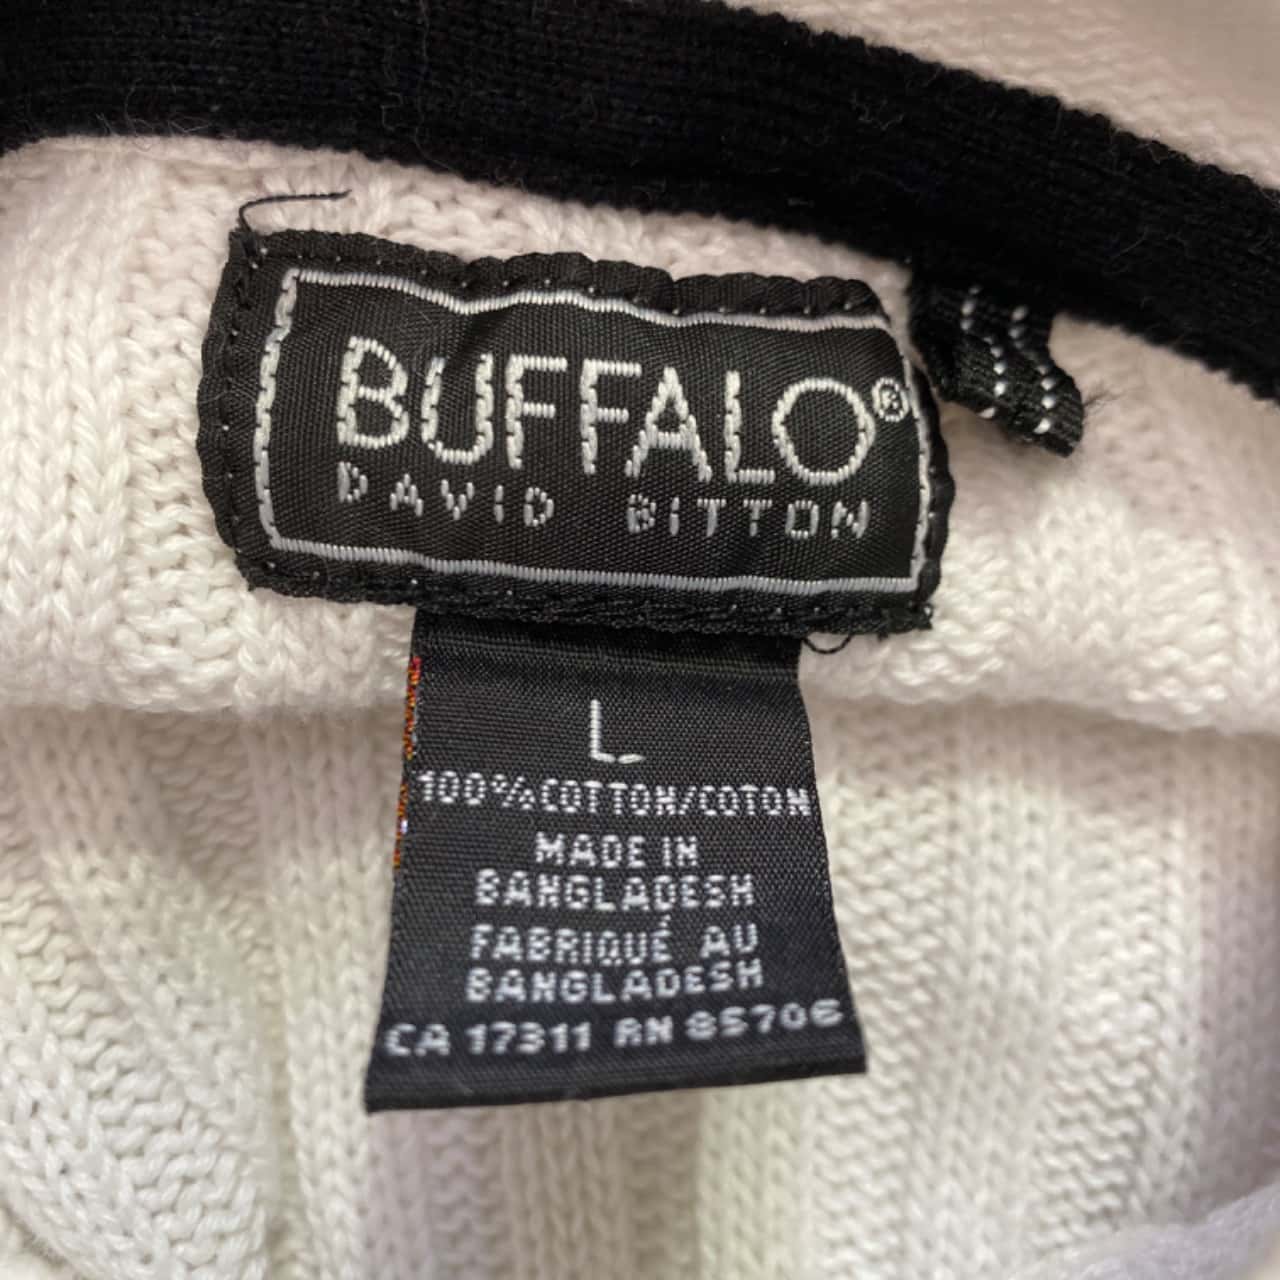 BUFFALO®
DAVID BITTON
L
100% COTTON/COTON
MADE IN
BANGLADESH
FABRIQUÉ AU
BANGLADESH
CA 17311 RN 85706